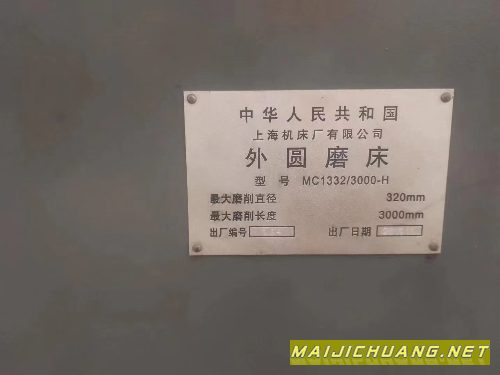 中华人民共和国
上海机床厂有限公司
外圆磨床
型号 MC1332/3000-H
最大磨削直径 320mm
最大磨削长度 3000mm
出厂编号 出厂日期
MAIJICHUANG.NET